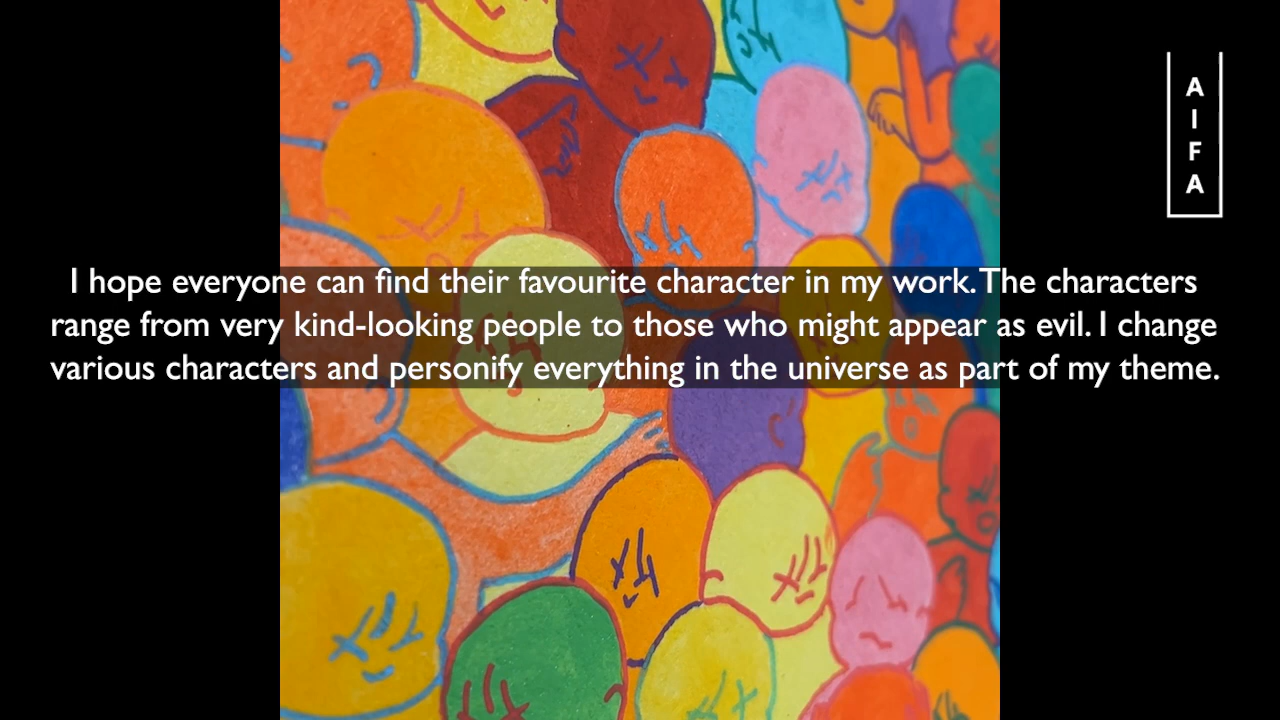 A
I
F
A
I hope everyone can find their favourite character in my work. The characters
range from very kind-looking people to those who might appear as evil. I change
various characters and personify everything in the universe as part of my theme.